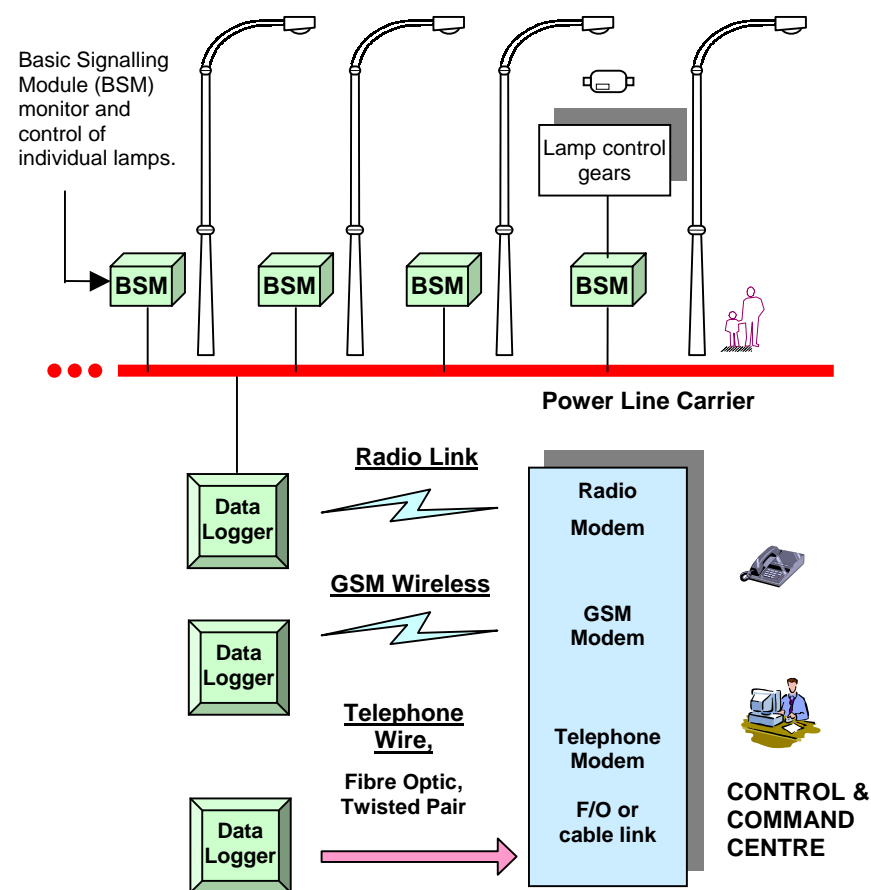 Basic Signalling
Module (BSM)
monitor and
control of
individual lamps.
Lamp control
gears
BSM
BSM
BSM
BSM
Power Line Carrier
Data
Logger
Radio Link
Radio
Modem
Data
Logger
GSM Wireless
GSM
Modem
Telephone
Wire,
Fibre Optic,
Twisted Pair
Telephone
Modem
Data
Logger
F/O or
cable link
CONTROL &
COMMAND
CENTRE